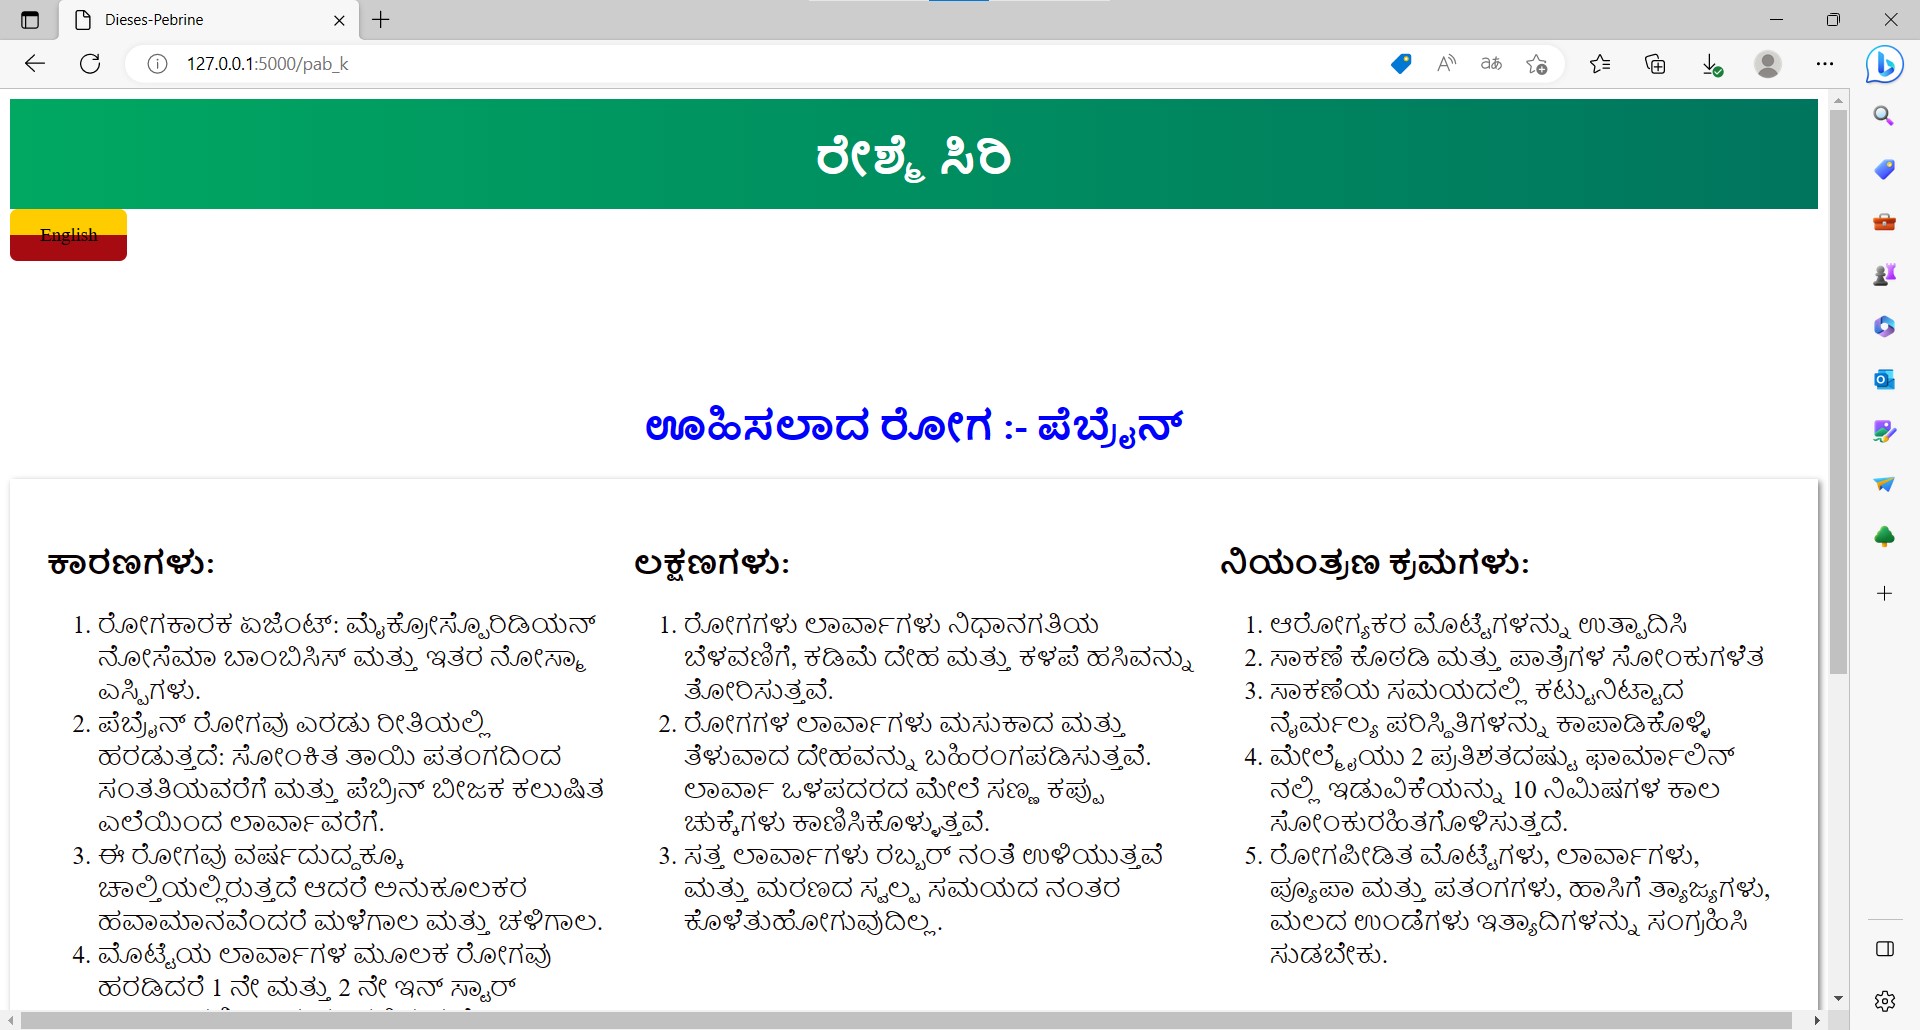 Dieses-Pebrine
127.0.0.1:5000/pab_k
ರೇಶ್ಮೆ ಸಿರಿ
English
ಊಹಿಸಲಾದ ರೋಗ :- ಪೆಬ್ರೈನ್
ಕಾರಣಗಳು:
1. ರೋಗಕಾರಕ ಏಜೆಂಟ್: ಮೈಕ್ರೋಸ್ಪೊರಿಡಿಯನ್
ನೋಸೆಮಾ ಬಾಂಬಿಸಿಸ್ ಮತ್ತು ಇತರ ನೋಸ್ಮಾ
ಎಸ್ಪಿಗಳು.
2. ಪೆಬ್ರೈನ್ ರೋಗವು ಎರಡು ರೀತಿಯಲ್ಲಿ
ಹರಡುತ್ತದೆ: ಸೋಂಕಿತ ತಾಯಿ ಪತಂಗದಿಂದ
ಸಂತತಿಯವರೆಗೆ ಮತ್ತು ಪೆಬ್ರಿನ್ ಬೀಜಕ ಕಲುಷಿತ
ಎಲೆಯಿಂದ ಲಾರ್ವಾವರೆಗೆ.
3. ಈ ರೋಗವು ವರ್ಷದುದ್ದಕ್ಕೂ
ಚಾಲ್ತಿಯಲ್ಲಿರುತ್ತದೆ ಆದರೆ ಅನುಕೂಲಕರ
ಹವಾಮಾನವೆಂದರೆ ಮಳೆಗಾಲ ಮತ್ತು ಚಳಿಗಾಲ.
4. ಮೊಟ್ಟೆಯ ಲಾರ್ವಾಗಳ ಮೂಲಕ ರೋಗವು
ಹರಡಿದರೆ 1 ನೇ ಮತ್ತು 2 ನೇ ಇನ್ ಸ್ಟಾರ್
ಲಕ್ಷಣಗಳು:
1. ರೋಗಗಳು ಲಾರ್ವಾಗಳು ನಿಧಾನಗತಿಯ
ಬೆಳವಣಿಗೆ, ಕಡಿಮೆ ದೇಹ ಮತ್ತು ಕಳಪೆ ಹಸಿವನ್ನು
ತೋರಿಸುತ್ತವೆ.
2. ರೋಗಗಳ ಲಾರ್ವಾಗಳು ಮಸುಕಾದ ಮತ್ತು
ತೆಳುವಾದ ದೇಹವನ್ನು ಬಹಿರಂಗಪಡಿಸುತ್ತವೆ.
ಲಾರ್ವಾ ಒಳಪದರದ ಮೇಲೆ ಸಣ್ಣ ಕಪ್ಪು
ಚುಕ್ಕೆಗಳು ಕಾಣಿಸಿಕೊಳ್ಳುತ್ತವೆ.
3. ಸತ್ತ ಲಾರ್ವಾಗಳು ರಬ್ಬರ್ ನಂತೆ ಉಳಿಯುತ್ತವೆ
ಮತ್ತು ಮರಣದ ಸ್ವಲ್ಪ ಸಮಯದ ನಂತರ
ಕೊಳೆತುಹೋಗುವುದಿಲ್ಲ.
ನಿಯಂತ್ರಣ ಕ್ರಮಗಳು:
1. ಆರೋಗ್ಯಕರ ಮೊಟ್ಟೆಗಳನ್ನು ಉತ್ಪಾದಿಸಿ
2. ಸಾಕಣೆ ಕೊಠಡಿ ಮತ್ತು ಪಾತ್ರೆಗಳ ಸೋಂಕುಗಳೆತ
3. ಸಾಕಣೆಯ ಸಮಯದಲ್ಲಿ ಕಟ್ಟುನಿಟ್ಟಾದ
ನೈರ್ಮಲ್ಯ ಪರಿಸ್ಥಿತಿಗಳನ್ನು ಕಾಪಾಡಿಕೊಳ್ಳಿ
4. ಮೇಲ್ಮೈಯು 2 ಪ್ರತಿಶತದಷ್ಟು ಫಾರ್ಮಾಲಿನ್
ನಲ್ಲಿ ಇಡುವಿಕೆಯನ್ನು 10 ನಿಮಿಷಗಳ ಕಾಲ
ಸೋಂಕುರಹಿತಗೊಳಿಸುತ್ತದೆ.
5. ರೋಗಪೀಡಿತ ಮೊಟ್ಟೆಗಳು, ಲಾರ್ವಾಗಳು,
ಪ್ಯೂಪಾ ಮತ್ತು ಪತಂಗಗಳು, ಹಾಸಿಗೆ ತ್ಯಾಜ್ಯಗಳು,
ಮಲದ ಉಂಡೆಗಳು ಇತ್ಯಾದಿಗಳನ್ನು ಸಂಗ್ರಹಿಸಿ
ಸುಡಬೇಕು.